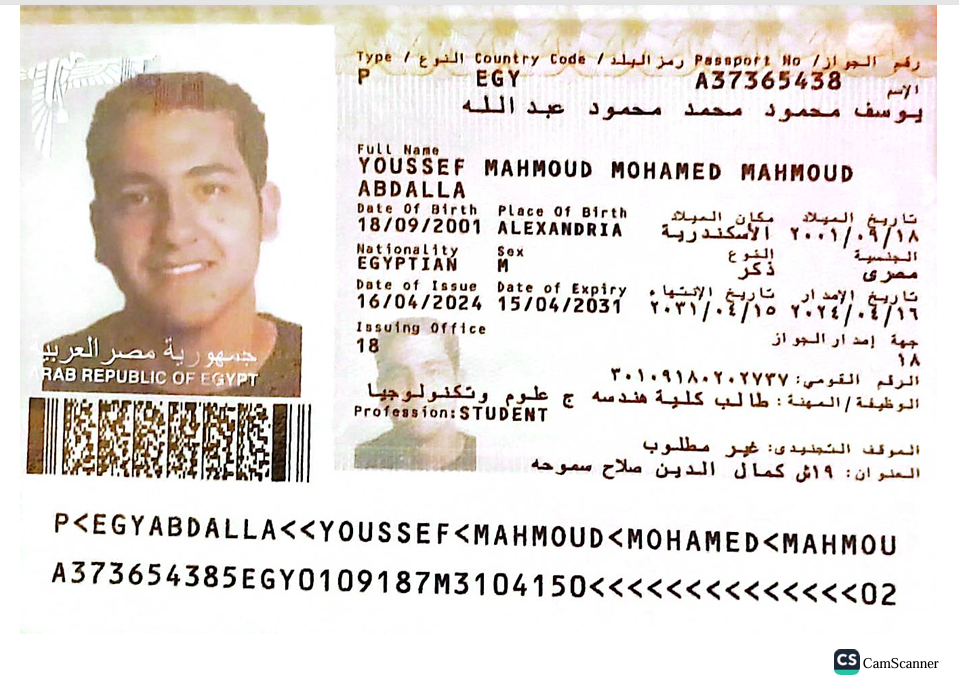 Type / النوع Country Code / رمز البلد Passport No / رقم الجواز
P EGY A37365438
الإسم
يوسف محمود محمد محمود عبد الله
Full Name
YOUSSEF MAHMOUD MOHAMED MAHMOUD
ABDALLA
Date Of Birth Place Of Birth مكان الميلاد تاريخ الميلاد
18/09/2001 ALEXANDRIA الأسكندرية ٢٠٠١/٠٩/١٨
Nationality Sex النوع الجنسية
EGYPTIAN M ذكر مصرى
Date of Issue Date of Expiry تاريخ الإنتهاء تاريخ الإصدار
16/04/2024 15/04/2031 ٢٠٣١/٠٤/١٥ ٢٠٢٤/٠٤/١٦
Issuing Office جهة إصدار الجواز
18 ١٨
الرقم القومى: ٣٠١٠٩١٨٠٢٠٢٧٣٧
الوظيفة/المهنة: طالب كلية هندسه ج علوم وتكنولوجيا
Profession:STUDENT
الموقف التجنيدى: غير مطلوب
العنوان: ١٩ش كمال الدين صلاح سموحه
جمهورية مصر العربية
ARAB REPUBLIC OF EGYPT
P<EGYABDALLA<<YOUSSEF<MAHMOUD<MOHAMED<MAHMOU
A373654385EGY0109187M3104150<<<<<<<<<<<<<<02
CS CamScanner